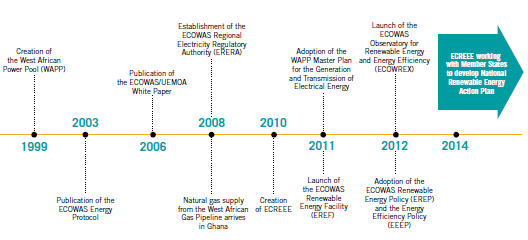 Creation of
the West African
Power Pool (WAPP)
1999
2003
Publication of the
ECOWAS Energy
Protocol
Publication of
the ECOWAS/UEMOA
White Paper
2006
Establishment of the
ECOWAS Regional
Electricity Regulatory
Authority (ERERA)
2008
Natural gas supply
from the West African
Gas Pipeline arrives
in Ghana
2010
Creation
of ECREEE
Adoption of the
WAPP Master Plan
for the Generation
and Transmission of
Electrical Energy
2011
Launch of
the ECOWAS
Renewable
Energy Facility
(EREF)
Launch of the
ECOWAS
Observatory for
Renewable Energy
and Energy Efficiency
(ECOWREX)
2012
Adoption of the
ECOWAS Renewable
Energy Policy (EREP)
and the Energy
Efficiency Policy
(EEEP)
ECREEE working
with Member States
to develop National
Renewable Energy
Action Plan
2014